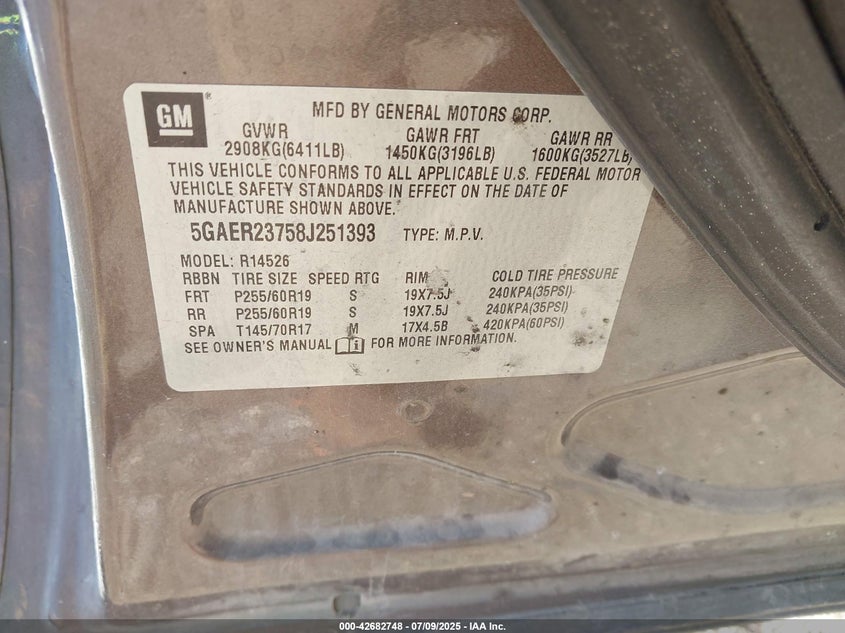 GM ®
MFD BY GENERAL MOTORS CORP.
GVWR GAWR FRT GAWR RR
2908KG(6411LB) 1450KG(3196LB) 1600KG(3527LB)
THIS VEHICLE CONFORMS TO ALL APPLICABLE U.S. FEDERAL MOTOR
VEHICLE SAFETY STANDARDS IN EFFECT ON THE DATE OF
MANUFACTURE SHOWN ABOVE.
5GAER23758J251393 TYPE: M.P.V.
MODEL: R14526
RBBN TIRE SIZE SPEED RTG RIM COLD TIRE PRESSURE
FRT P255/60R19 S 19X7.5J 240KPA(35PSI)
RR P255/60R19 S 19X7.5J 240KPA(35PSI)
SPA T145/70R17 M 17X4.5B 420KPA(60PSI)
SEE OWNER'S MANUAL FOR MORE INFORMATION.
000-42682748 - 07/09/2025 - IAA Inc.